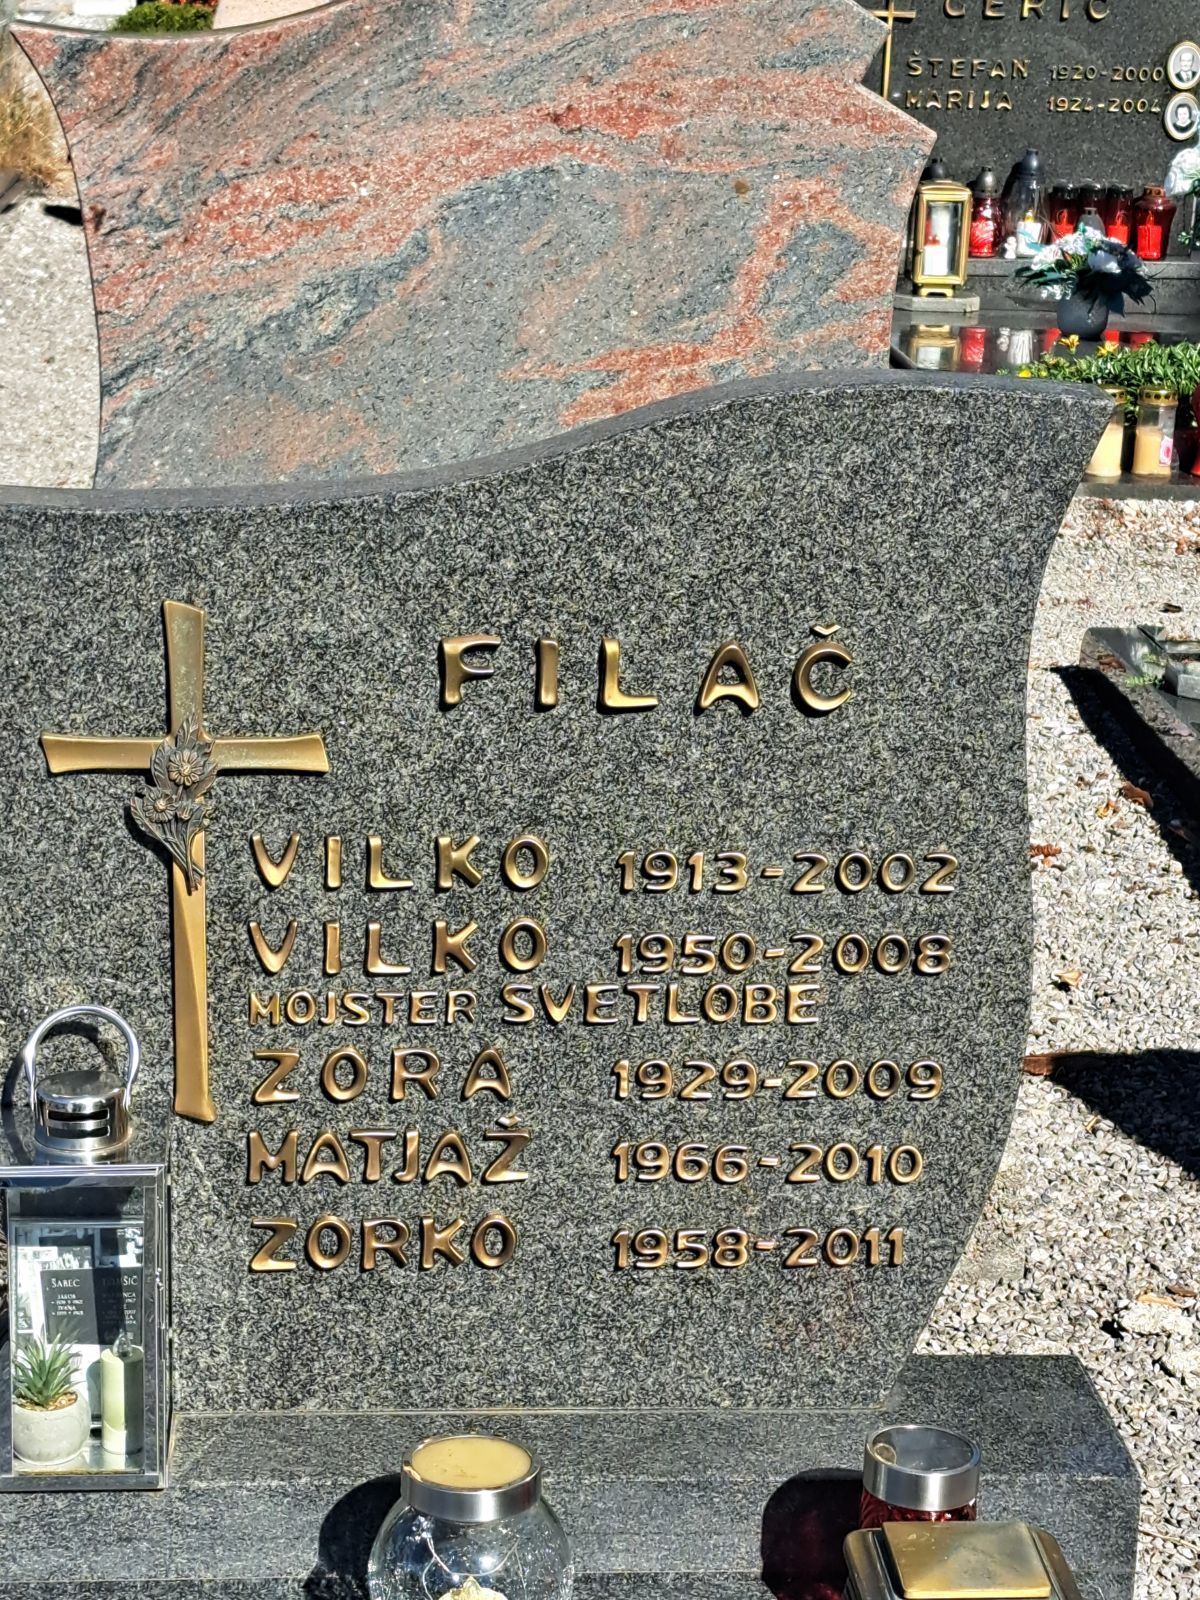 CERIČ
ŠTEFAN 1920-2000
MARIJA 1924-2004
FILAČ
VILKO 1913-2002
VILKO 1950-2008
MOJSTER SVETLOBE
ZORA 1929-2009
MATJAŽ 1966-2010
ZORKO 1958-2011